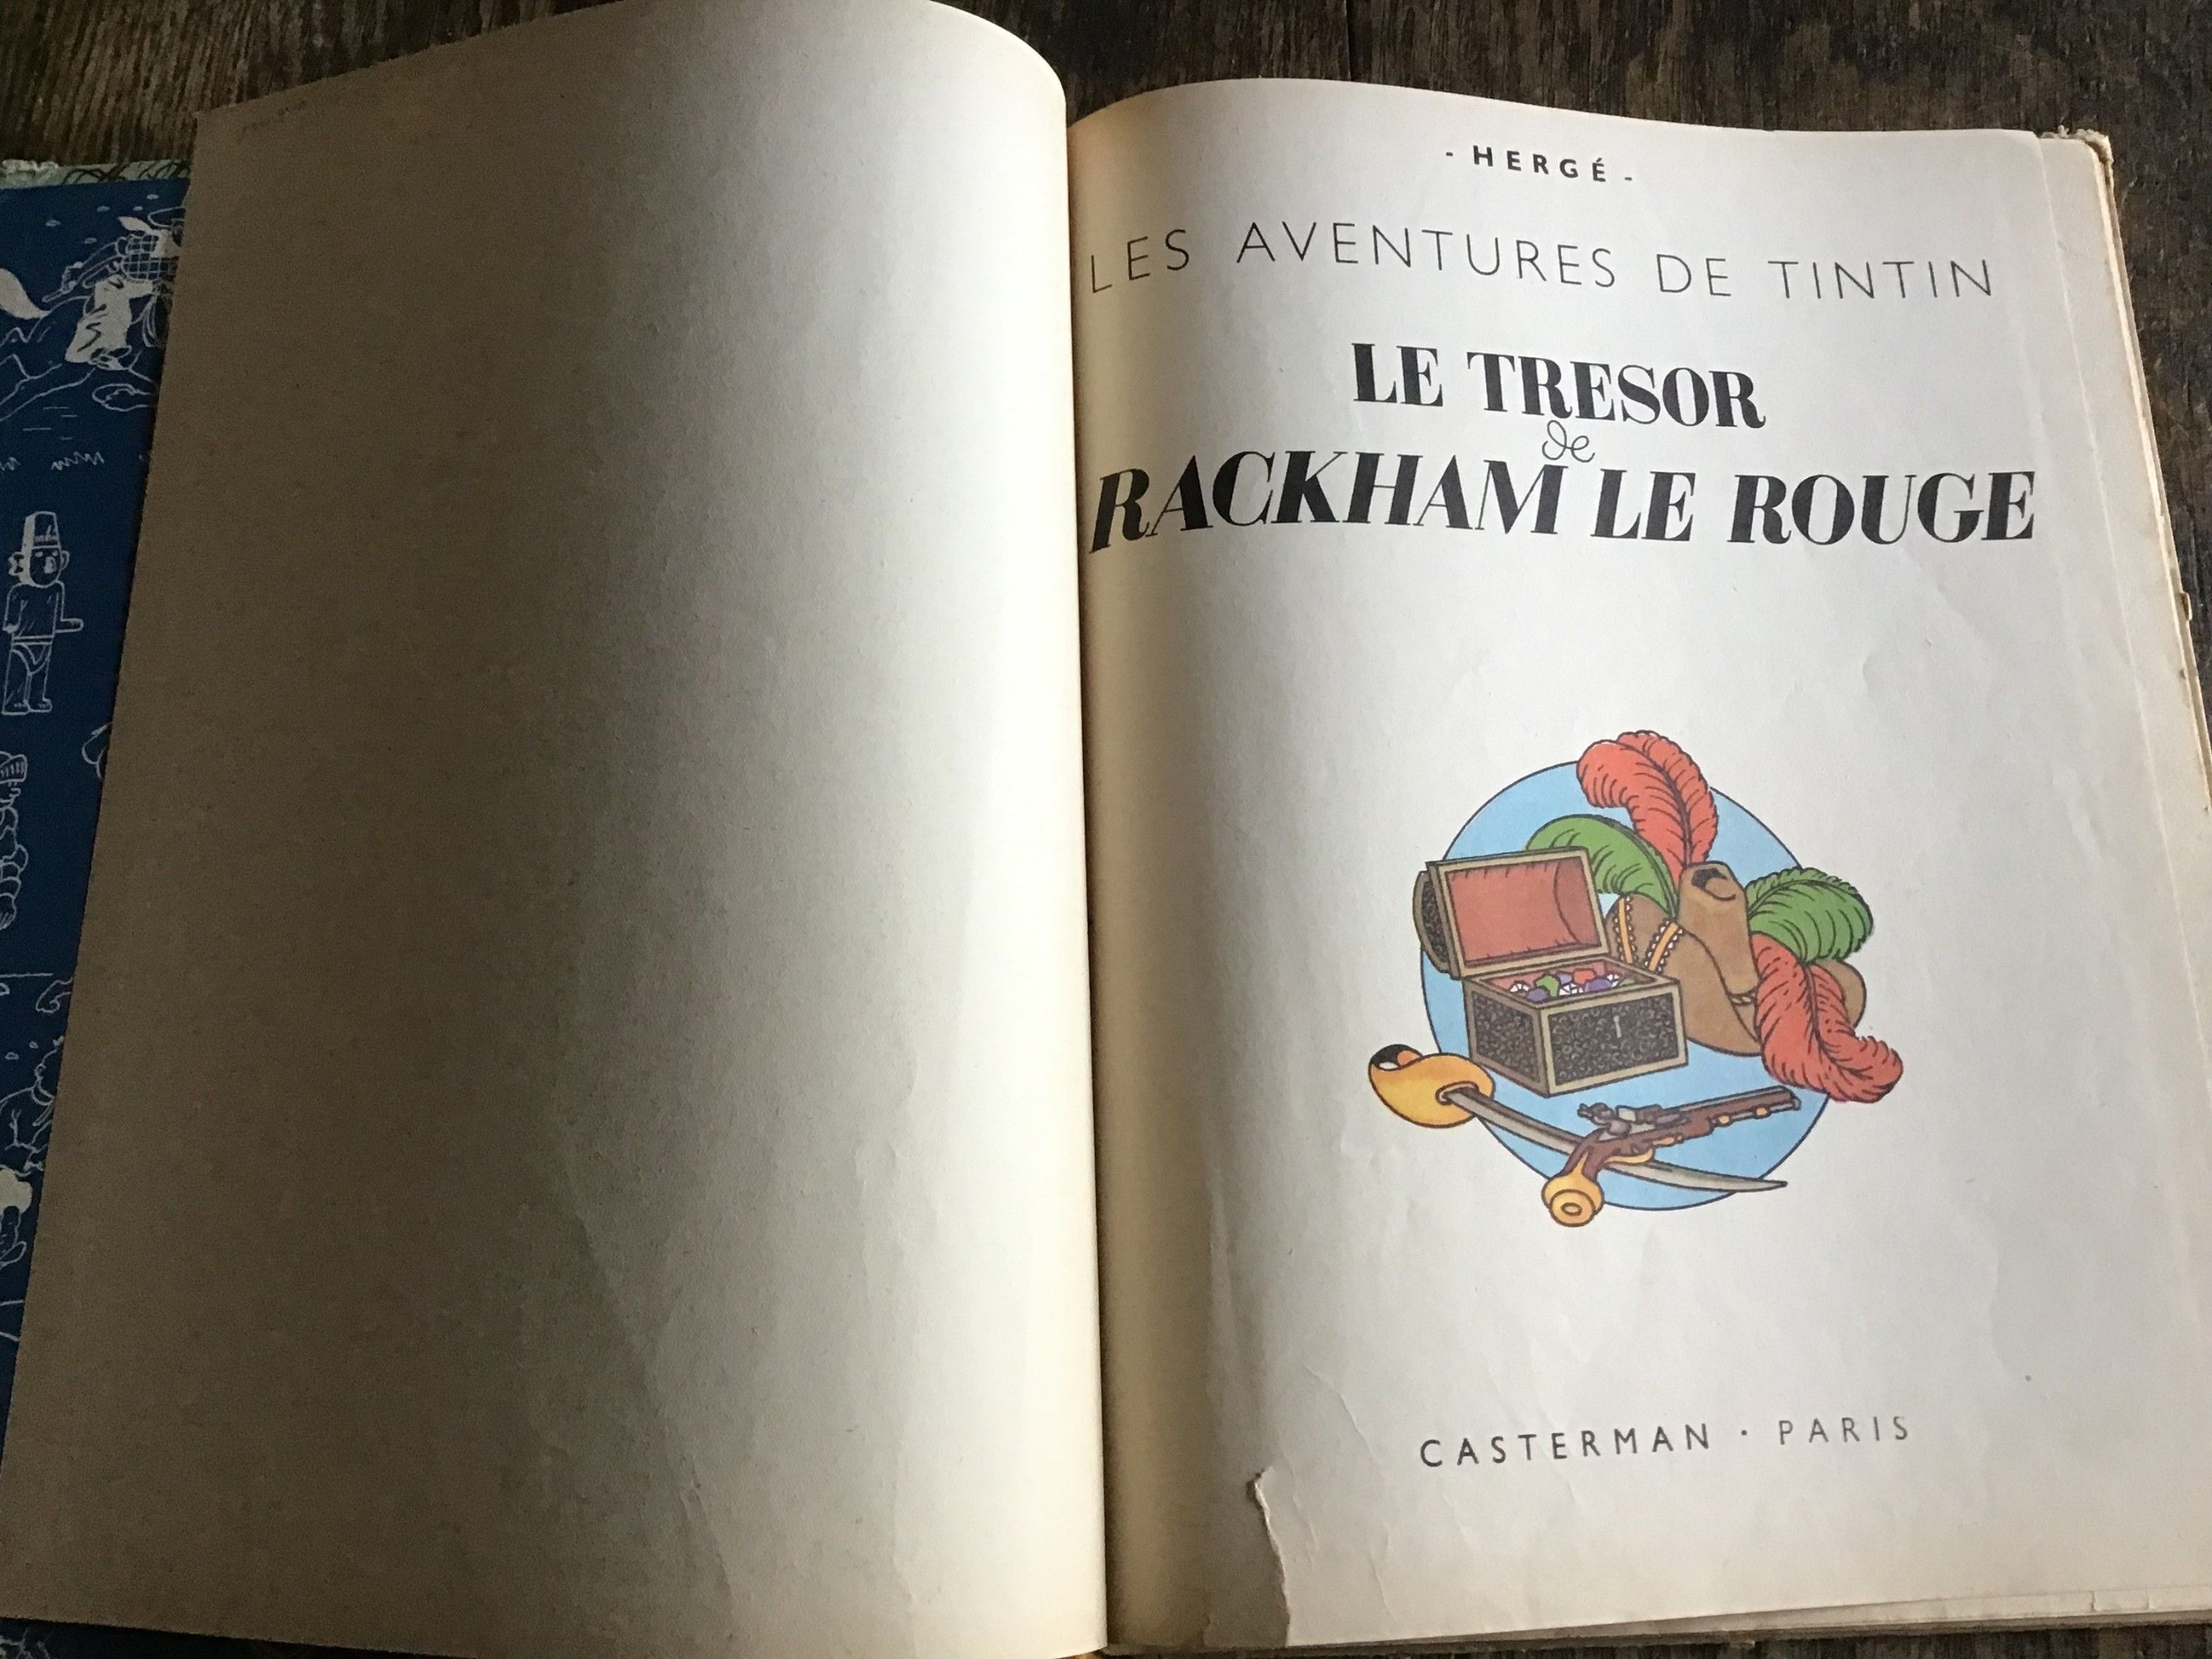 - HERGÉ -
LES AVENTURES DE TINTIN
LE TRESOR
de
RACKHAM LE ROUGE
CASTERMAN · PARIS